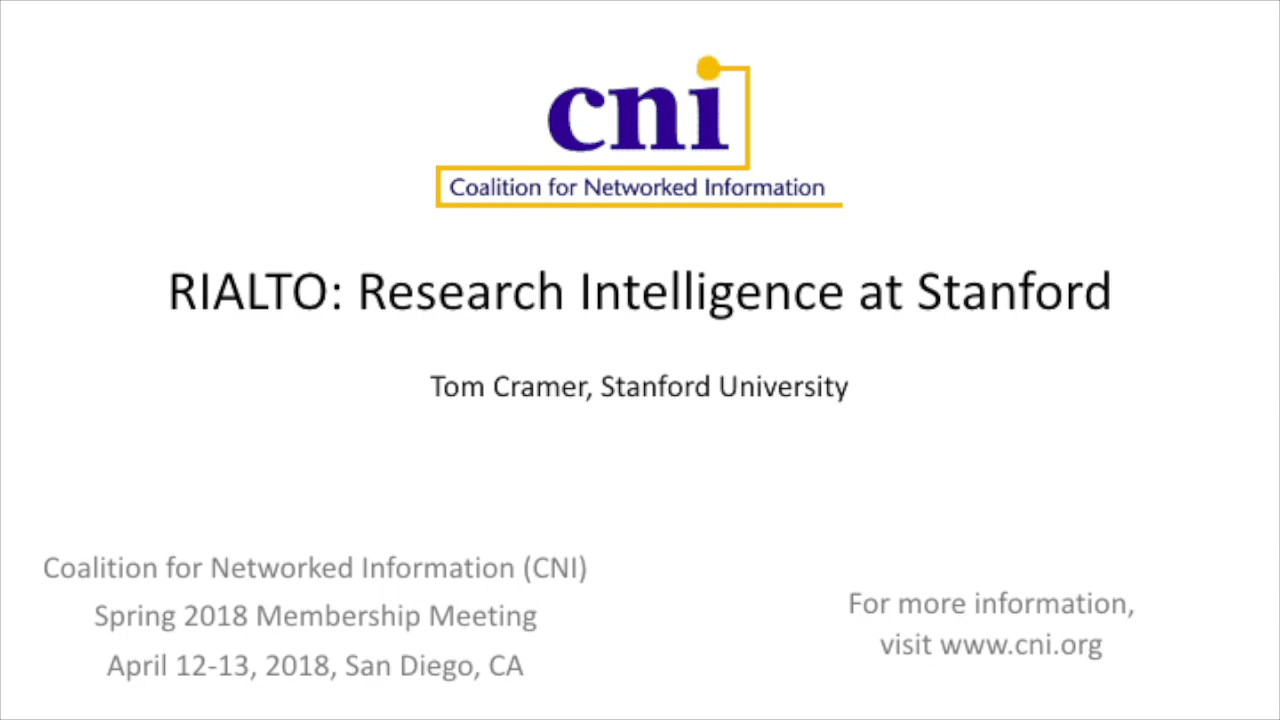 cni
Coalition for Networked Information
RIALTO: Research Intelligence at Stanford
Tom Cramer, Stanford University
Coalition for Networked Information (CNI)
Spring 2018 Membership Meeting
April 12-13, 2018, San Diego, CA
For more information,
visit www.cni.org